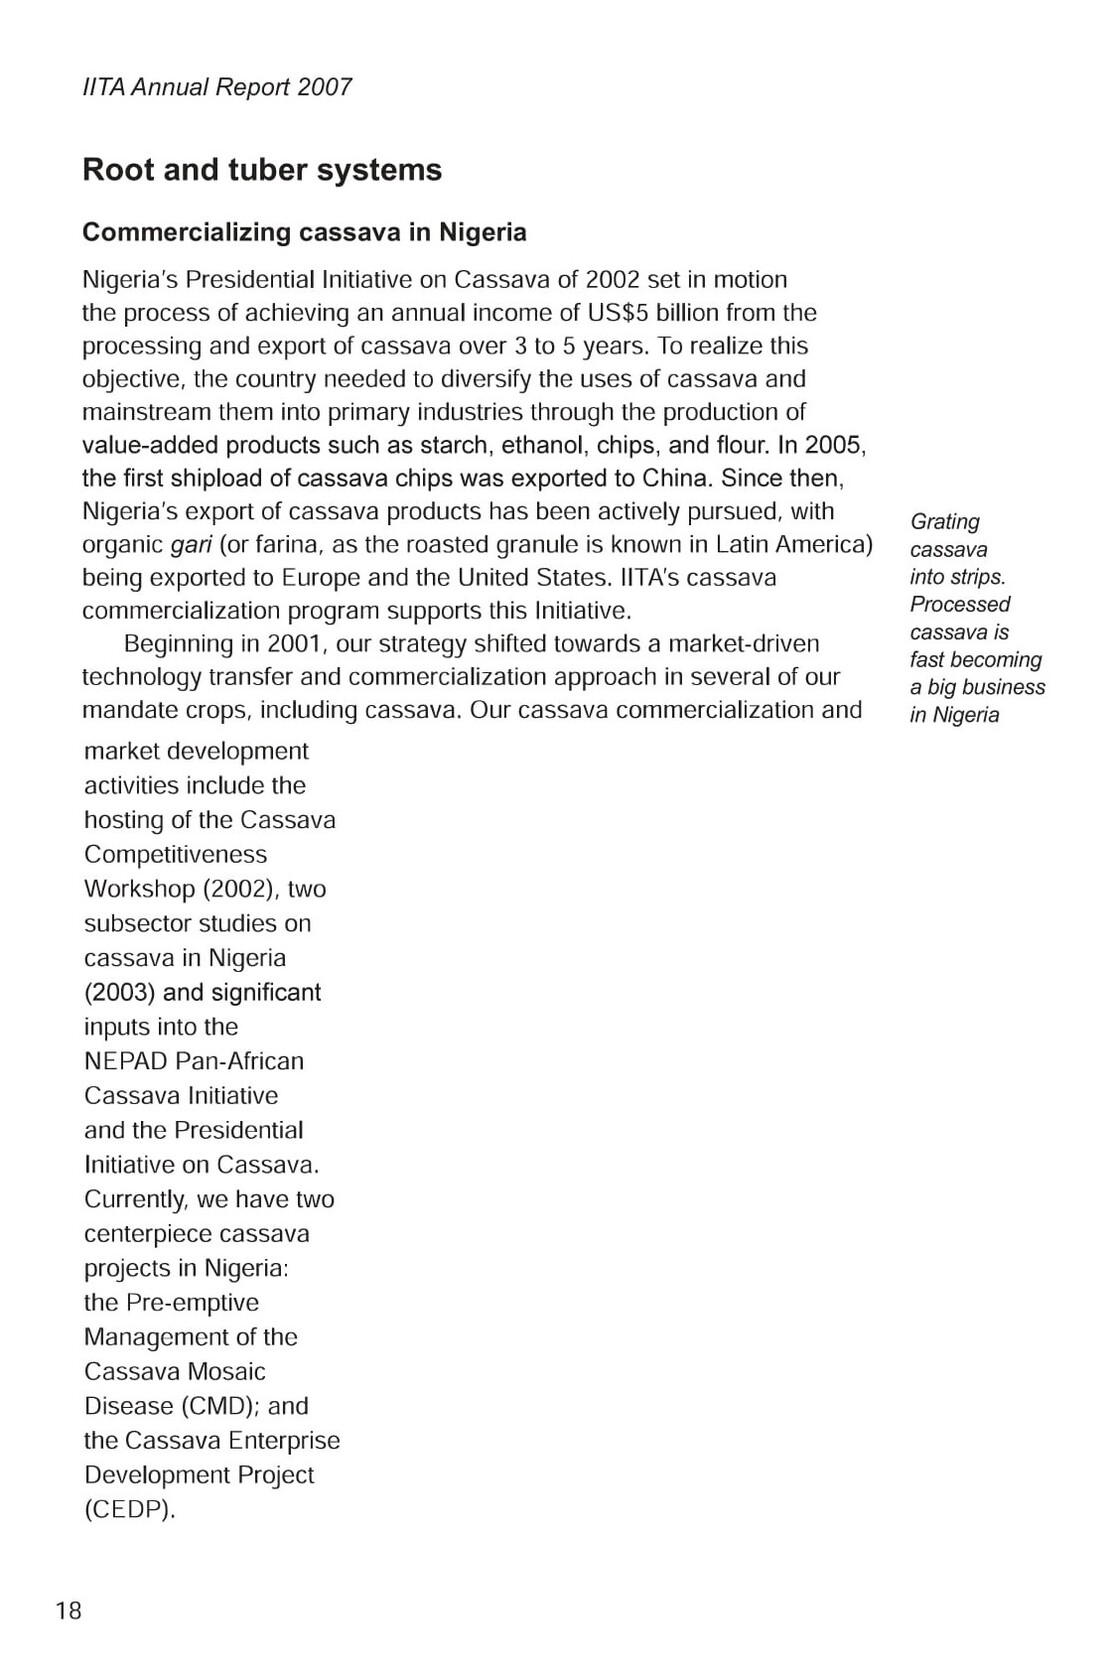 IITA Annual Report 2007
Root and tuber systems
Commercializing cassava in Nigeria
Nigeria's Presidential Initiative on Cassava of 2002 set in motion
the process of achieving an annual income of US$5 billion from the
processing and export of cassava over 3 to 5 years. To realize this
objective, the country needed to diversify the uses of cassava and
mainstream them into primary industries through the production of
value-added products such as starch, ethanol, chips, and flour. In 2005,
the first shipload of cassava chips was exported to China. Since then,
Nigeria's export of cassava products has been actively pursued, with
organic gari (or farina, as the roasted granule is known in Latin America)
being exported to Europe and the United States. IITA's cassava
commercialization program supports this Initiative.
Beginning in 2001, our strategy shifted towards a market-driven
technology transfer and commercialization approach in several of our
mandate crops, including cassava. Our cassava commercialization and
market development
activities include the
hosting of the Cassava
Competitiveness
Workshop (2002), two
subsector studies on
cassava in Nigeria
(2003) and significant
inputs into the
NEPAD Pan-African
Cassava Initiative
and the Presidential
Initiative on Cassava.
Currently, we have two
centerpiece cassava
projects in Nigeria:
the Pre-emptive
Management of the
Cassava Mosaic
Disease (CMD); and
the Cassava Enterprise
Development Project
(CEDP).
Grating
cassava
into strips.
Processed
cassava is
fast becoming
a big business
in Nigeria
18